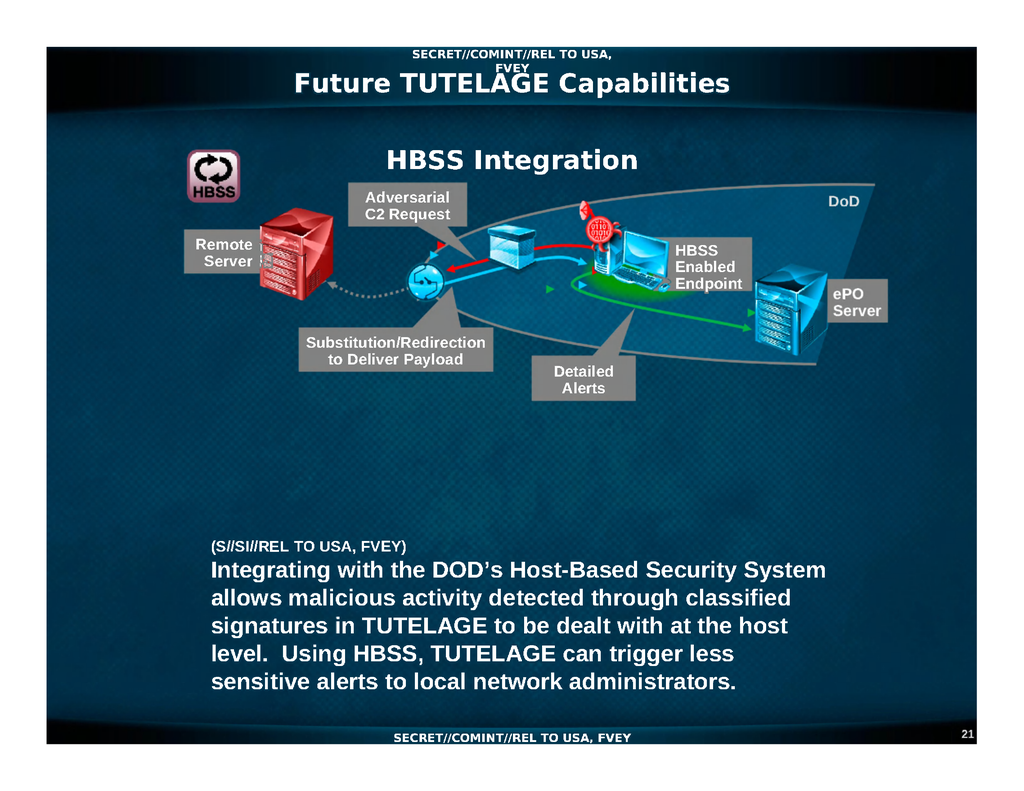 SECRET//COMINT//REL TO USA,
FVEY
Future TUTELAGE Capabilities
HBSS Integration
HBSS
Adversarial
C2 Request
DoD
Remote
Server
HBSS
Enabled
Endpoint
ePO
Server
Substitution/Redirection
to Deliver Payload
Detailed
Alerts
(S//SI//REL TO USA, FVEY)
Integrating with the DOD’s Host-Based Security System
allows malicious activity detected through classified
signatures in TUTELAGE to be dealt with at the host
level.  Using HBSS, TUTELAGE can trigger less
sensitive alerts to local network administrators.
SECRET//COMINT//REL TO USA, FVEY
21